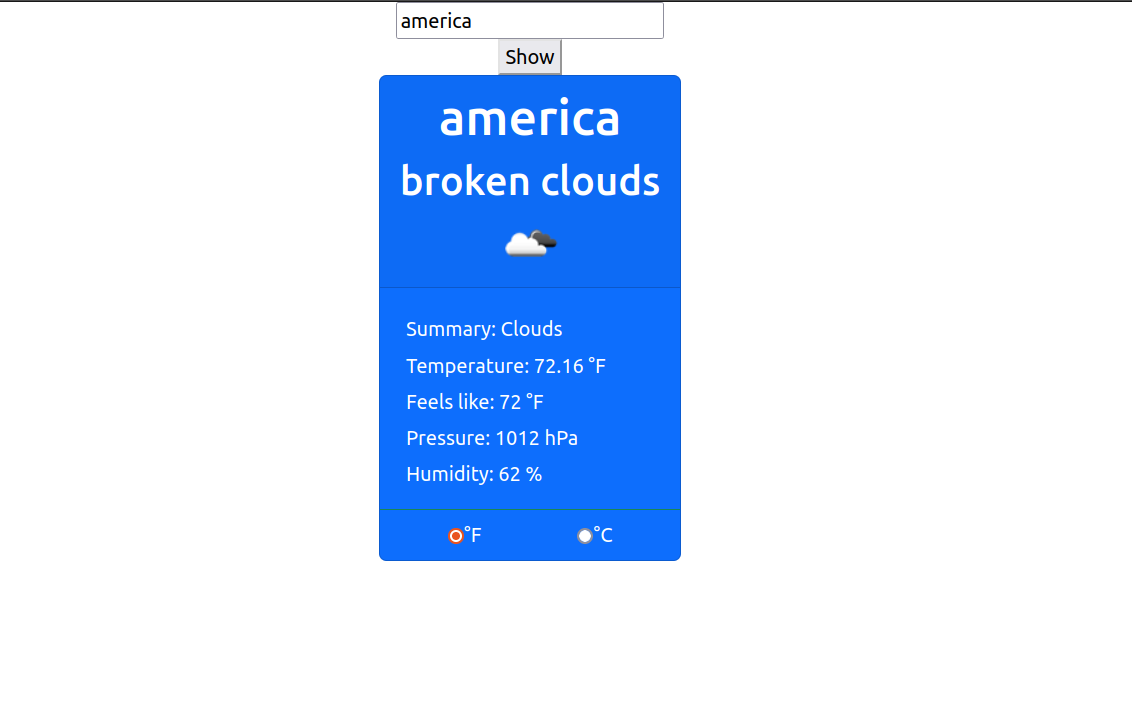 america
Show
america
broken clouds
Summary: Clouds
Temperature: 72.16 °F
Feels like: 72 °F
Pressure: 1012 hPa
Humidity: 62 %
°F °C